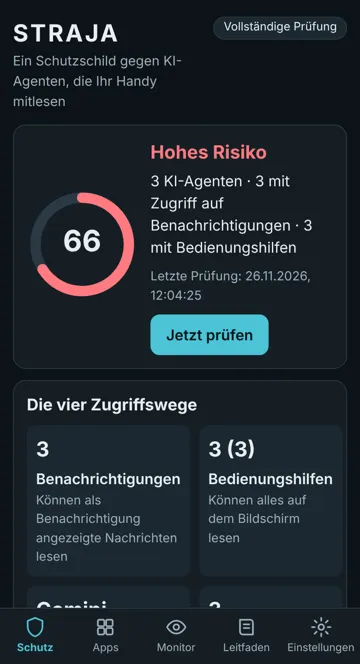 STRAJA
Vollständige Prüfung
Ein Schutzschild gegen KI-
Agenten, die Ihr Handy
mitlesen
Hohes Risiko
3 KI-Agenten · 3 mit
Zugriff auf
Benachrichtigungen · 3
mit Bedienungshilfen
66
Letzte Prüfung: 26.11.2026,
12:04:25
Jetzt prüfen
Die vier Zugriffswege
3
Benachrichtigungen
Können als
Benachrichtigung
angezeigte Nachrichten
lesen
3 (3)
Bedienungshilfen
Können alles auf
dem Bildschirm
lesen
Gemini
Schutz
Apps
Monitor
Leitfaden
Einstellungen